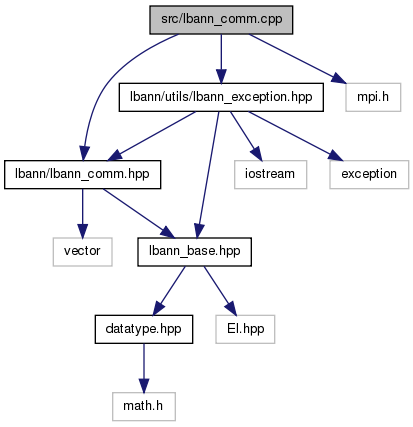 src/lbann_comm.cpp
lbann/utils/lbann_exception.hpp
mpi.h
lbann/lbann_comm.hpp
iostream
exception
vector
lbann_base.hpp
datatype.hpp
El.hpp
math.h